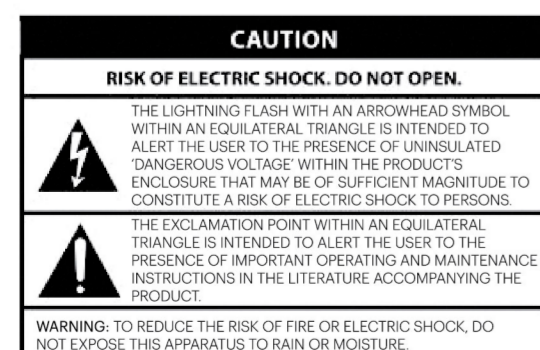 CAUTION
RISK OF ELECTRIC SHOCK. DO NOT OPEN.
THE LIGHTNING FLASH WITH AN ARROWHEAD SYMBOL
WITHIN AN EQUILATERAL TRIANGLE IS INTENDED TO
ALERT THE USER TO THE PRESENCE OF UNINSULATED
'DANGEROUS VOLTAGE' WITHIN THE PRODUCT'S
ENCLOSURE THAT MAY BE OF SUFFICIENT MAGNITUDE TO
CONSTITUTE A RISK OF ELECTRIC SHOCK TO PERSONS.
THE EXCLAMATION POINT WITHIN AN EQUILATERAL
TRIANGLE IS INTENDED TO ALERT THE USER TO THE
PRESENCE OF IMPORTANT OPERATING AND MAINTENANCE
INSTRUCTIONS IN THE LITERATURE ACCOMPANYING THE
PRODUCT.
WARNING: TO REDUCE THE RISK OF FIRE OR ELECTRIC SHOCK, DO
NOT EXPOSE THIS APPARATUS TO RAIN OR MOISTURE.